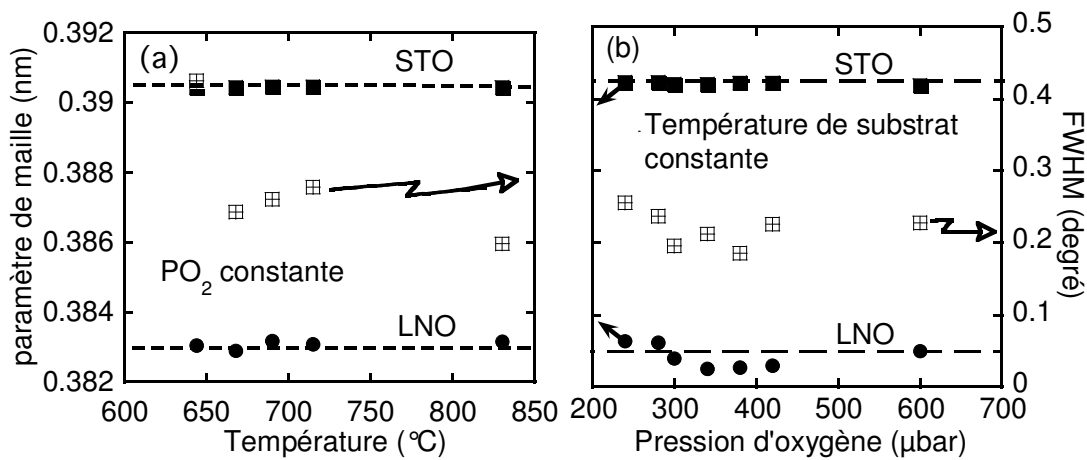 (a)
STO
PO2 constante
LNO
paramètre de maille (nm)
0.392
0.39
0.388
0.386
0.384
0.382
600
650
700
750
800
850
Température (°C)
(b)
STO
Température de substrat
constante
LNO
0.5
0.4
0.3
0.2
0.1
0
FWHM (degré)
200
300
400
500
600
700
Pression d'oxygène (µbar)